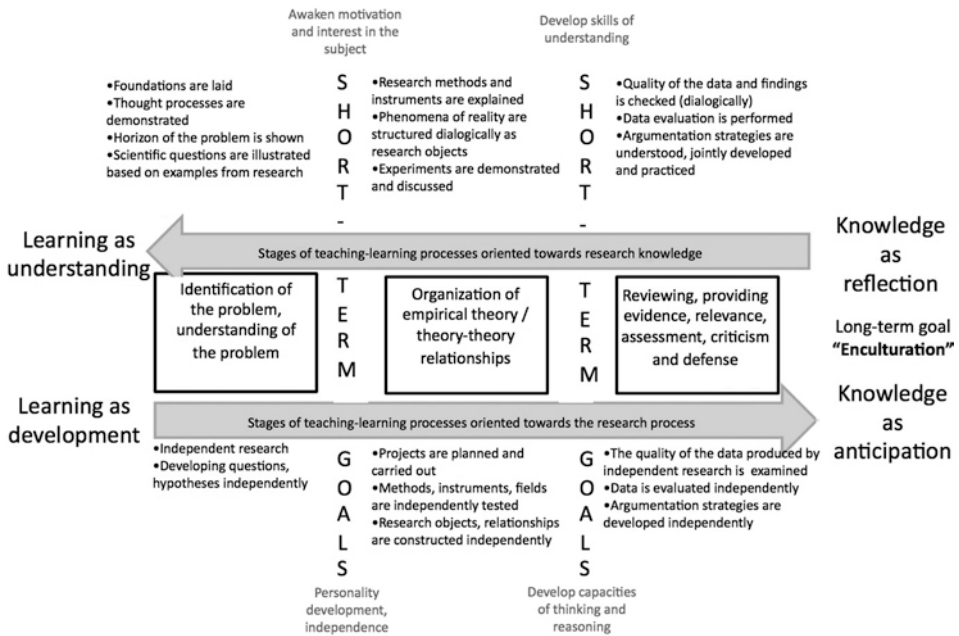 Awaken motivation
and interest in the
subject
Develop skills of
understanding
•Foundations are laid
•Thought processes are
demonstrated
•Horizon of the problem is shown
•Scientific questions are illustrated
based on examples from research
S
H
O
R
T
-
•Research methods and
instruments are explained
•Phenomena of reality are
structured dialogically as
research objects
•Experiments are demonstrated
and discussed
S
H
O
R
T
-
•Quality of the data and findings
is checked (dialogically)
•Data evaluation is performed
•Argumentation strategies are
understood, jointly developed
and practiced
Learning as
understanding
Stages of teaching-learning processes oriented towards research knowledge
Knowledge
as
reflection
Identification of
the problem,
understanding of
the problem
T
E
R
M
Organization of
empirical theory /
theory-theory
relationships
T
E
R
M
Reviewing, providing
evidence, relevance,
assessment, criticism
and defense
Long-term goal
“Enculturation”
Learning as
development
Stages of teaching-learning processes oriented towards the research process
Knowledge
as
anticipation
•Independent research
•Developing questions,
hypotheses independently
G
O
A
L
S
•Projects are planned and
carried out
•Methods, instruments, fields
are independently tested
•Research objects, relationships
are constructed independently
G
O
A
L
S
•The quality of the data produced by
independent research is examined
•Data is evaluated independently
•Argumentation strategies are
developed independently
Personality
development,
independence
Develop capacities
of thinking and
reasoning